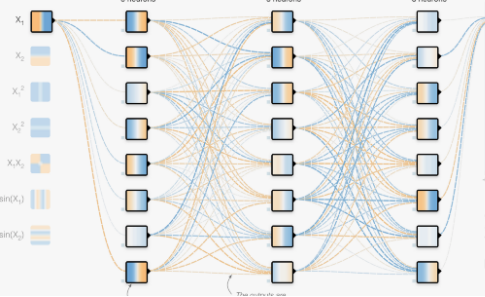 X₁
X₂
X₁²
X₂²
X₁X₂
sin(X₁)
sin(X₂)
The outputs are